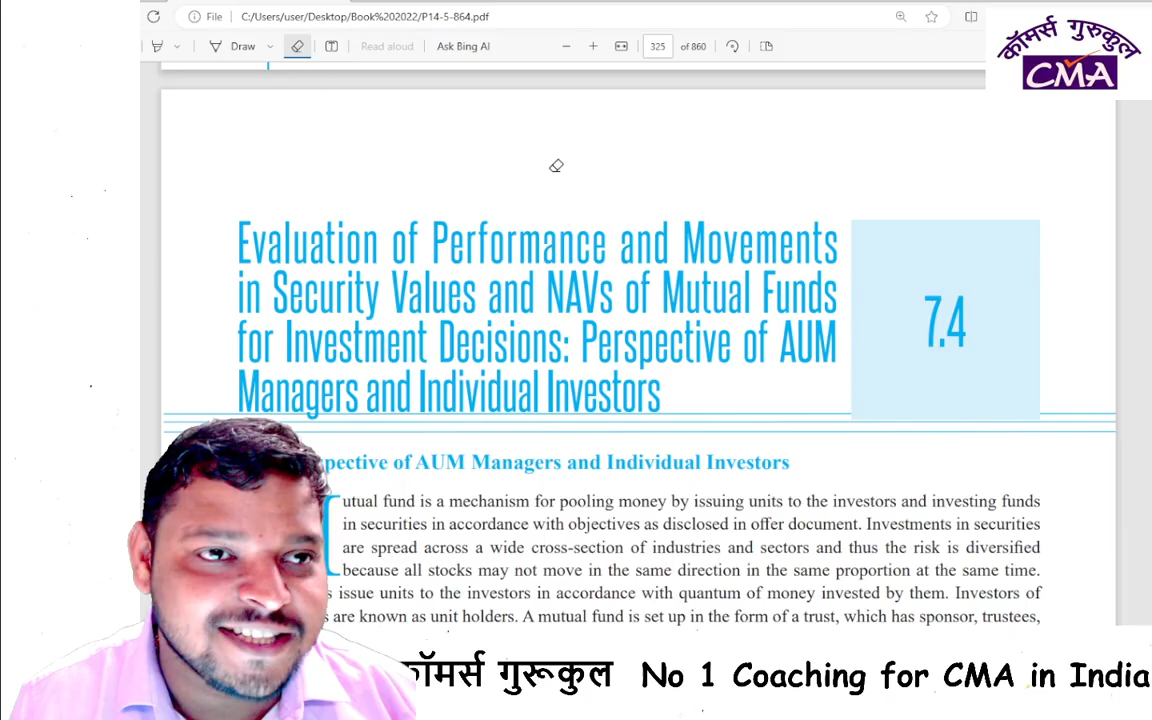 File C:/Users/user/Desktop/Book%202022/P14-5-864.pdf
Draw Read aloud Ask Bing AI 325 of 860
कॉमर्स गुरुकुल
CMA
Evaluation of Performance and Movements
in Security Values and NAVs of Mutual Funds
for Investment Decisions: Perspective of AUM
Managers and Individual Investors
7.4
pective of AUM Managers and Individual Investors
utual fund is a mechanism for pooling money by issuing units to the investors and investing funds
in securities in accordance with objectives as disclosed in offer document. Investments in securities
are spread across a wide cross-section of industries and sectors and thus the risk is diversified
because all stocks may not move in the same direction in the same proportion at the same time.
issue units to the investors in accordance with quantum of money invested by them. Investors of
are known as unit holders. A mutual fund is set up in the form of a trust, which has sponsor, trustees,
कॉमर्स गुरूकुल No 1 Coaching for CMA in India